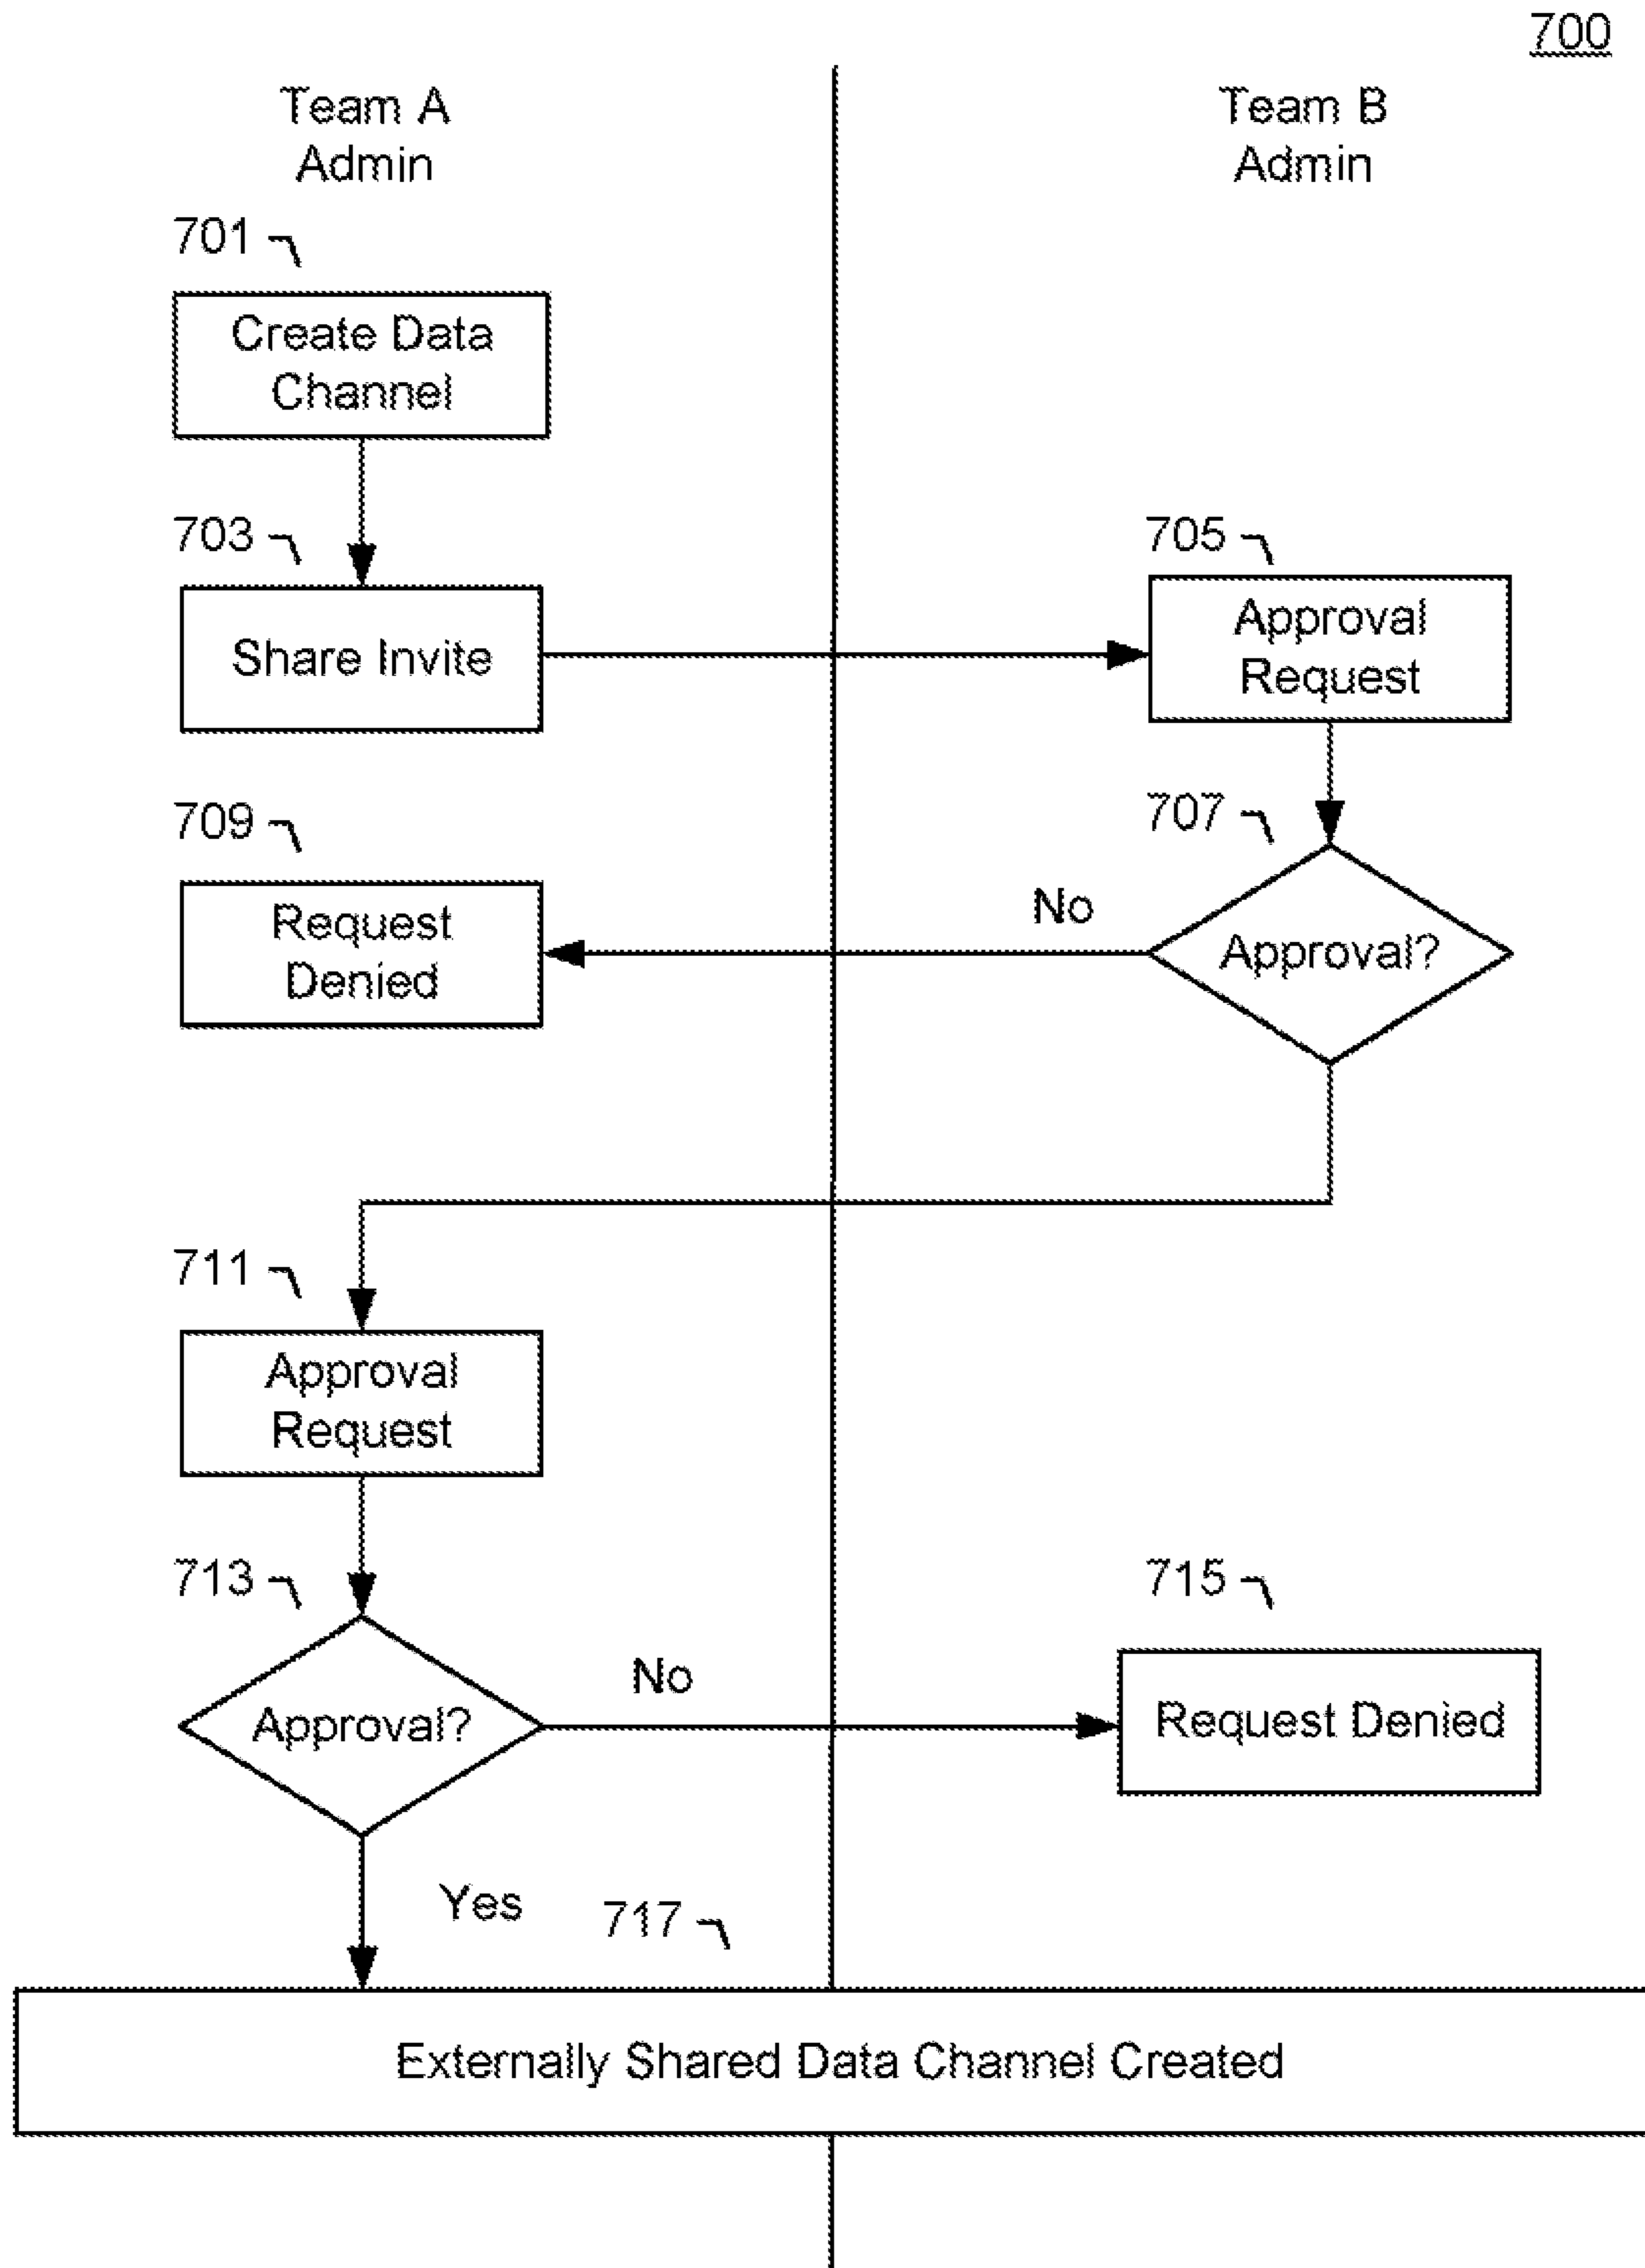 700
Team A
Admin
Team B
Admin
701
Create Data
Channel
703
Share Invite
705
Approval
Request
707
Approval?
No
709
Request
Denied
711
Approval
Request
713
Approval?
No
715
Request Denied
Yes
717
Externally Shared Data Channel Created